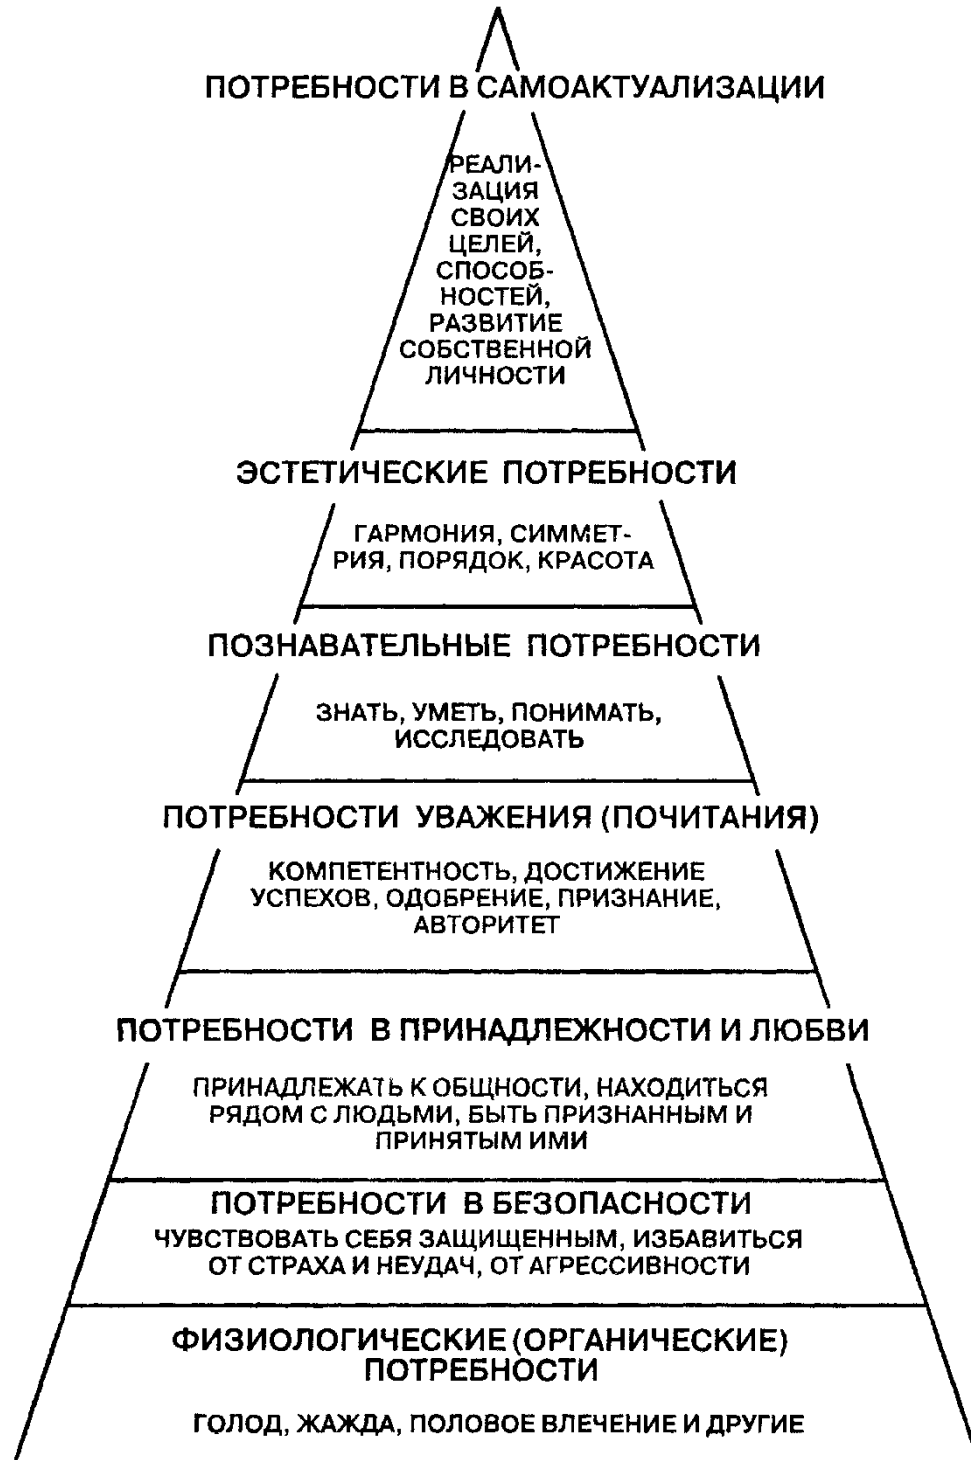 ПОТРЕБНОСТИ В САМОАКТУАЛИЗАЦИИ
РЕАЛИ-
ЗАЦИЯ
СВОИХ
ЦЕЛЕЙ,
СПОСОБ-
НОСТЕЙ,
РАЗВИТИЕ
СОБСТВЕННОЙ
ЛИЧНОСТИ
ЭСТЕТИЧЕСКИЕ ПОТРЕБНОСТИ
ГАРМОНИЯ, СИММЕТ-
РИЯ, ПОРЯДОК, КРАСОТА
ПОЗНАВАТЕЛЬНЫЕ ПОТРЕБНОСТИ
ЗНАТЬ, УМЕТЬ, ПОНИМАТЬ,
ИССЛЕДОВАТЬ
ПОТРЕБНОСТИ УВАЖЕНИЯ (ПОЧИТАНИЯ)
КОМПЕТЕНТНОСТЬ, ДОСТИЖЕНИЕ
УСПЕХОВ, ОДОБРЕНИЕ, ПРИЗНАНИЕ,
АВТОРИТЕТ
ПОТРЕБНОСТИ В ПРИНАДЛЕЖНОСТИ И ЛЮБВИ
ПРИНАДЛЕЖАТЬ К ОБЩНОСТИ, НАХОДИТЬСЯ
РЯДОМ С ЛЮДЬМИ, БЫТЬ ПРИЗНАННЫМ И
ПРИНЯТЫМ ИМИ
ПОТРЕБНОСТИ В БЕЗОПАСНОСТИ
ЧУВСТВОВАТЬ СЕБЯ ЗАЩИЩЕННЫМ, ИЗБАВИТЬСЯ
ОТ СТРАХА И НЕУДАЧ, ОТ АГРЕССИВНОСТИ
ФИЗИОЛОГИЧЕСКИЕ (ОРГАНИЧЕСКИЕ)
ПОТРЕБНОСТИ
ГОЛОД, ЖАЖДА, ПОЛОВОЕ ВЛЕЧЕНИЕ И ДРУГИЕ